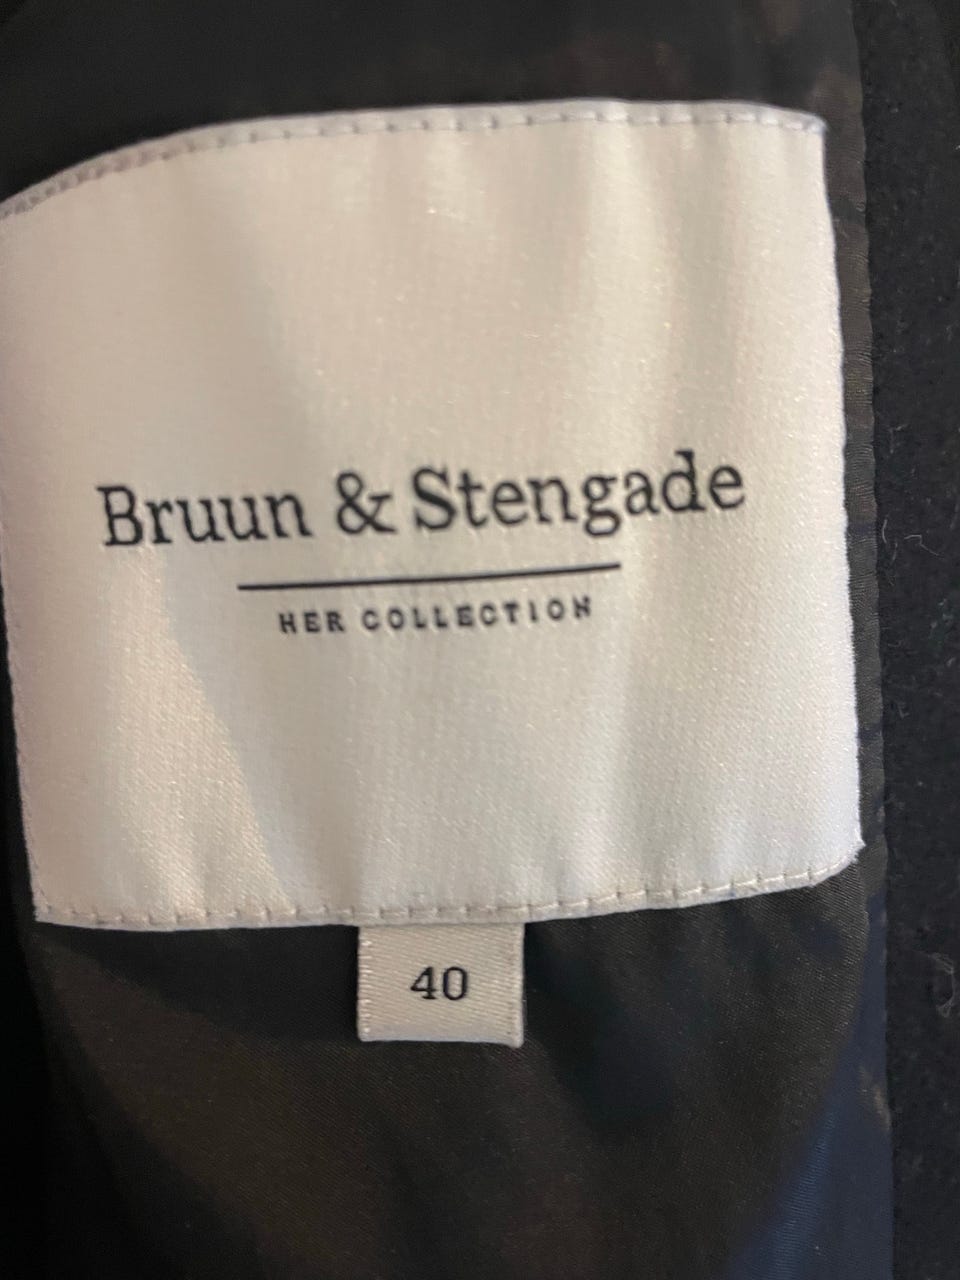 Bruun & Stengade
HER COLLECTION
40